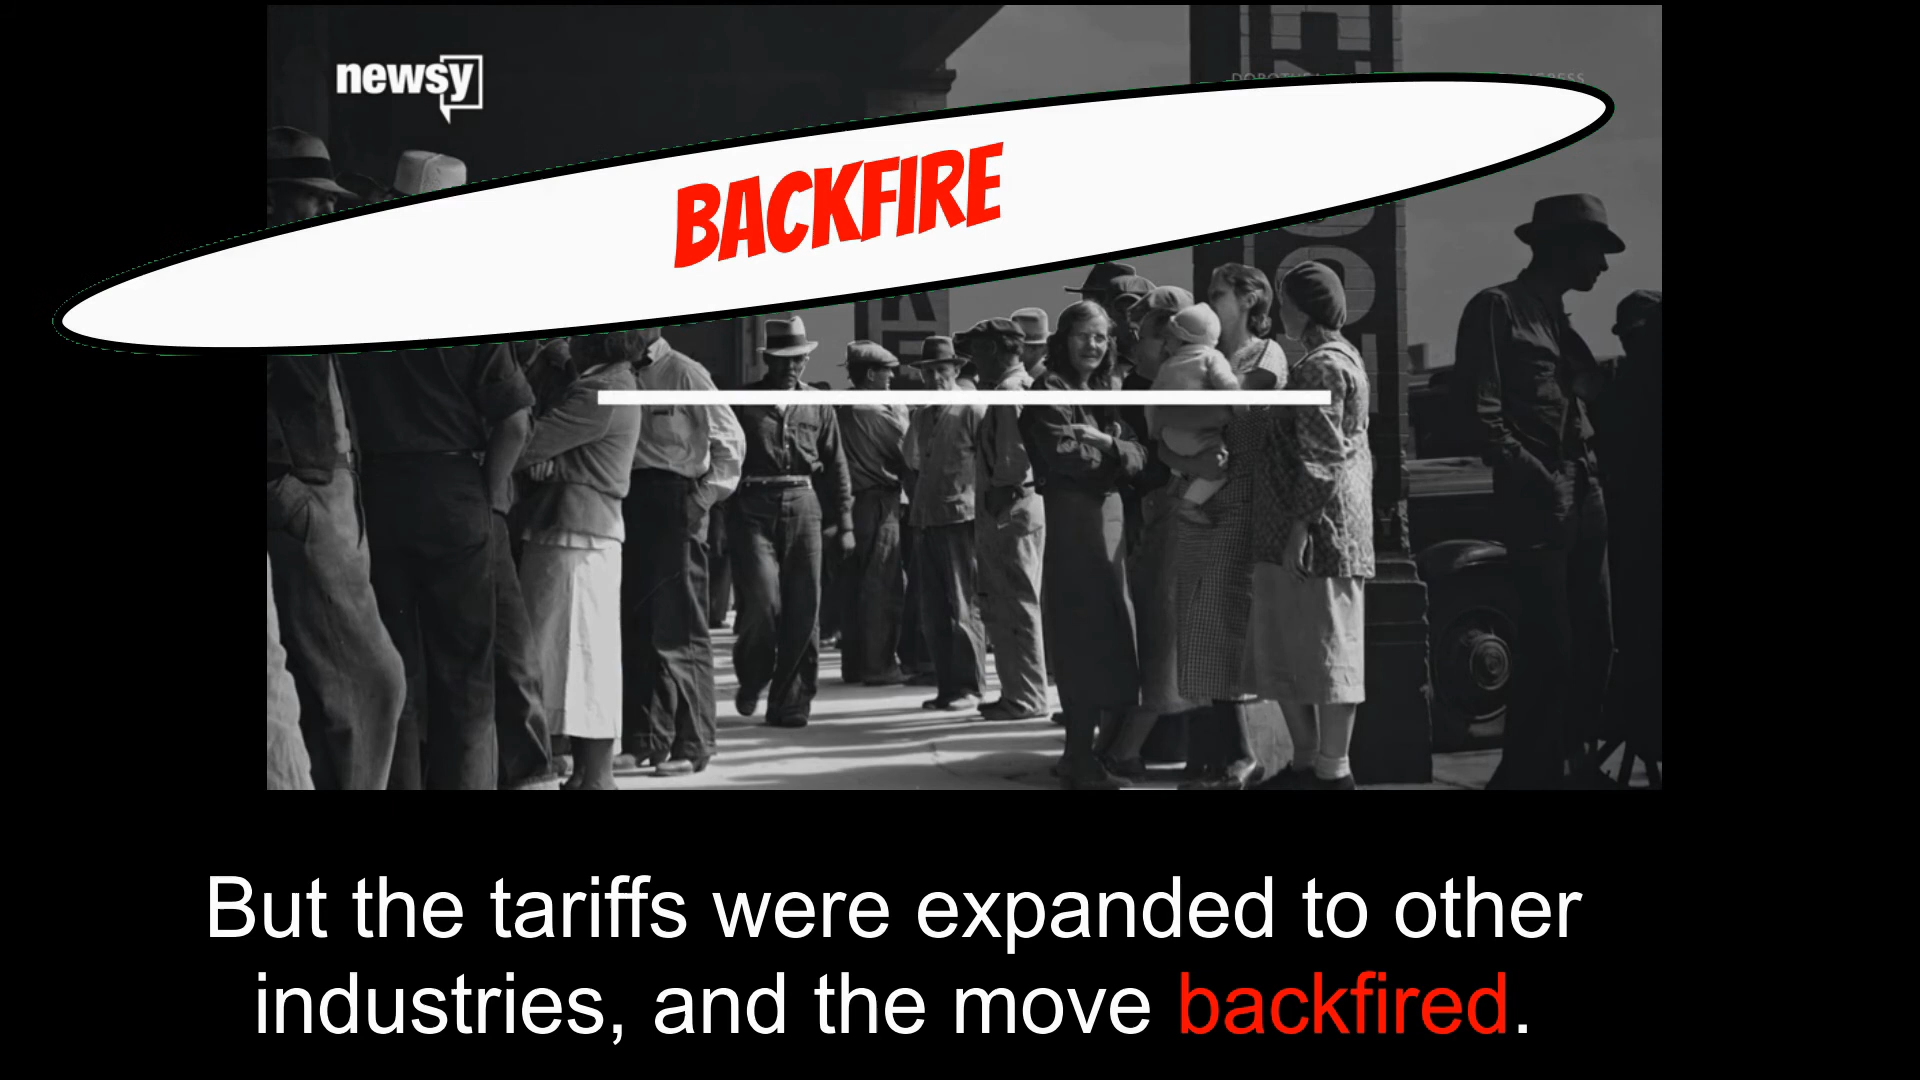 newsy
BACKFIRE
But the tariffs were expanded to other
industries, and the move backfired.